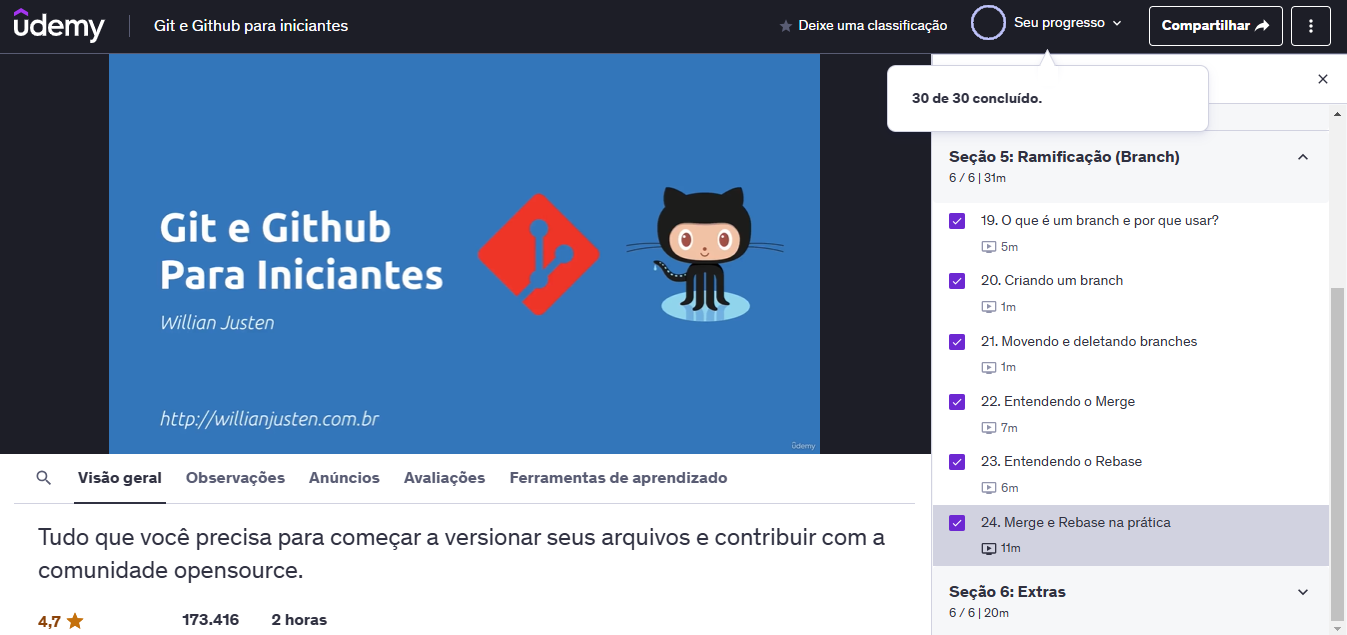 ûdemy
Git e Github para iniciantes
Deixe uma classificação
Seu progresso
Compartilhar
30 de 30 concluído.
Git e Github
Para Iniciantes
Willian Justen
http://willianjusten.com.br
ûdemy
Seção 5: Ramificação (Branch)
6 / 6 | 31m
19. O que é um branch e por que usar?
5m
20. Criando um branch
1m
21. Movendo e deletando branches
1m
22. Entendendo o Merge
7m
23. Entendendo o Rebase
6m
24. Merge e Rebase na prática
11m
Seção 6: Extras
6 / 6 | 20m
Visão geral
Observações
Anúncios
Avaliações
Ferramentas de aprendizado
Tudo que você precisa para começar a versionar seus arquivos e contribuir com a
comunidade opensource.
4,7
173.416
2 horas